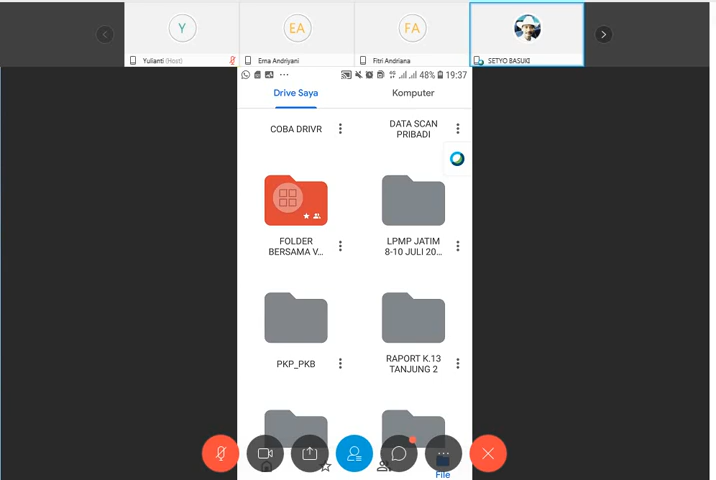 Y
EA
FA
Yulianti (Host)
Erna Andriyani
Fitri Andriana
SETYO BASUKI
48% 19:37
Drive Saya
Komputer
COBA DRIVR
DATA SCAN
PRIBADI
FOLDER
BERSAMA V...
LPMP JATIM
8-10 JULI 20...
PKP_PKB
RAPORT K.13
TANJUNG 2
File